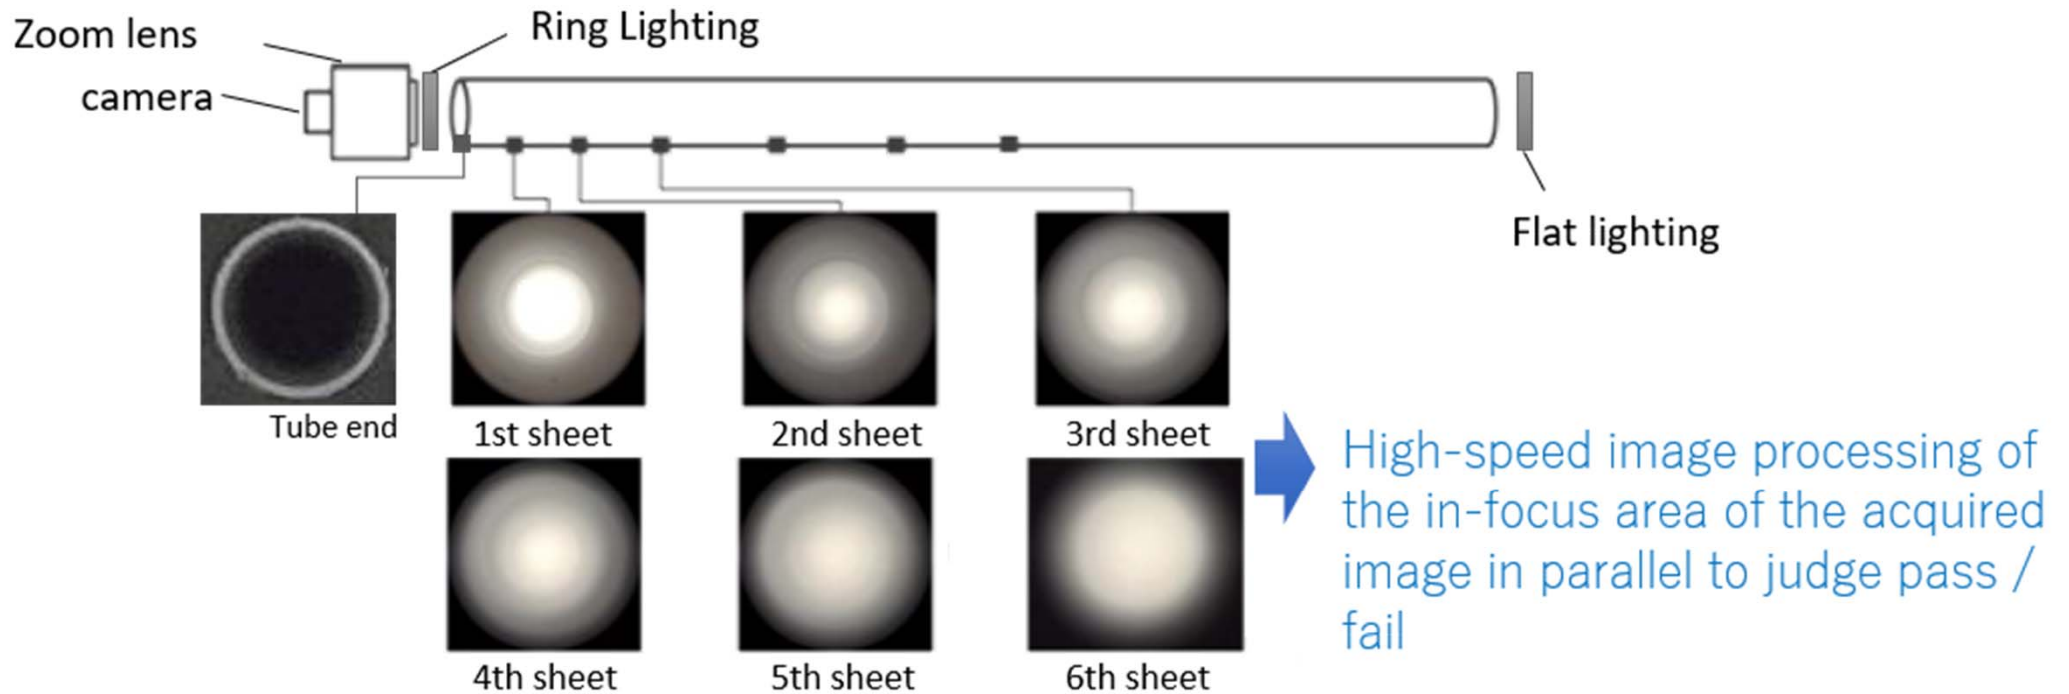 Zoom lens
Ring Lighting
camera
Flat lighting
Tube end
1st sheet
2nd sheet
3rd sheet
4th sheet
5th sheet
6th sheet
High-speed image processing of
the in-focus area of the acquired
image in parallel to judge pass /
fail